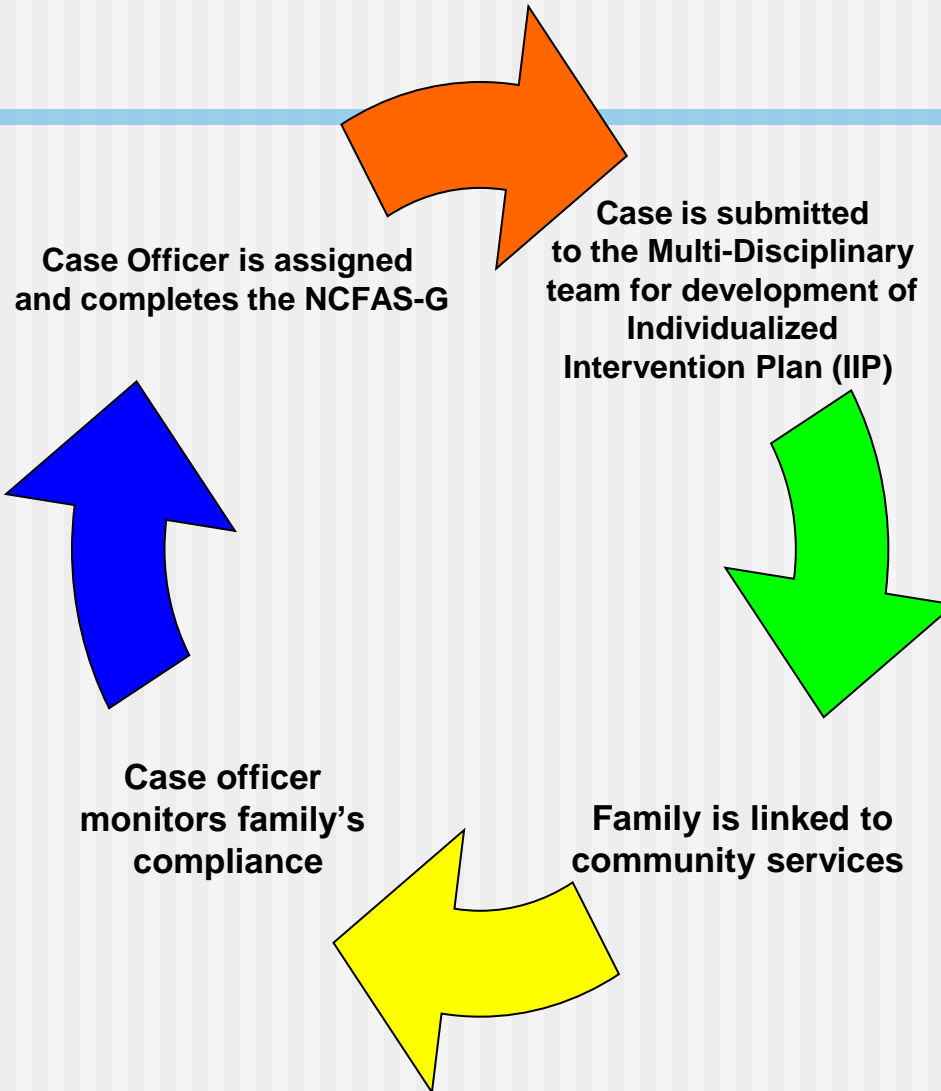 Case Officer is assigned
and completes the NCFAS-G
Case is submitted
to the Multi-Disciplinary
team for development of
Individualized
Intervention Plan (IIP)
Family is linked to
community services
Case officer
monitors family’s
compliance